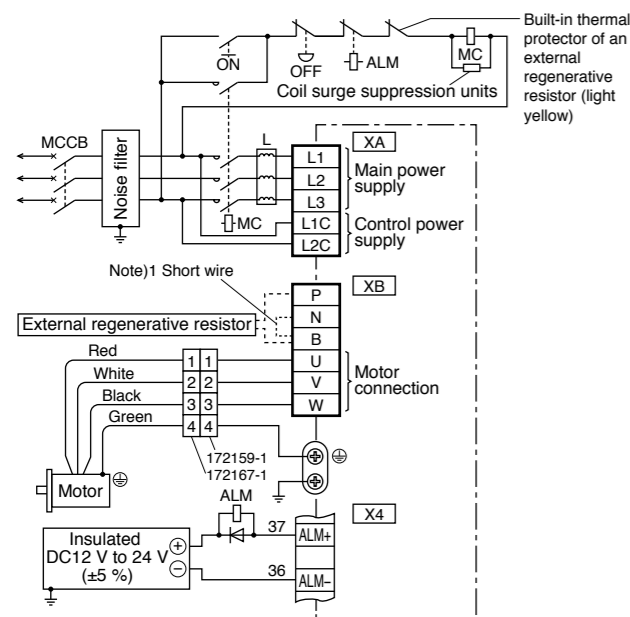 Built-in thermal
protector of an
external
regenerative
resistor (light
yellow)
ON
OFF
ALM
MC
Coil surge suppression units
MCCB
Noise filter
L
MC
XA
L1
L2
L3
L1C
L2C
Main power
supply
Control power
supply
Note)1 Short wire
External regenerative resistor
XB
P
N
B
U
V
W
Motor
connection
Red
White
Black
Green
1 1
2 2
3 3
4 4
172159-1
172167-1
Motor
ALM
X4
Insulated
DC12 V to 24 V
(±5 %)
+
−
37
ALM+
36
ALM−